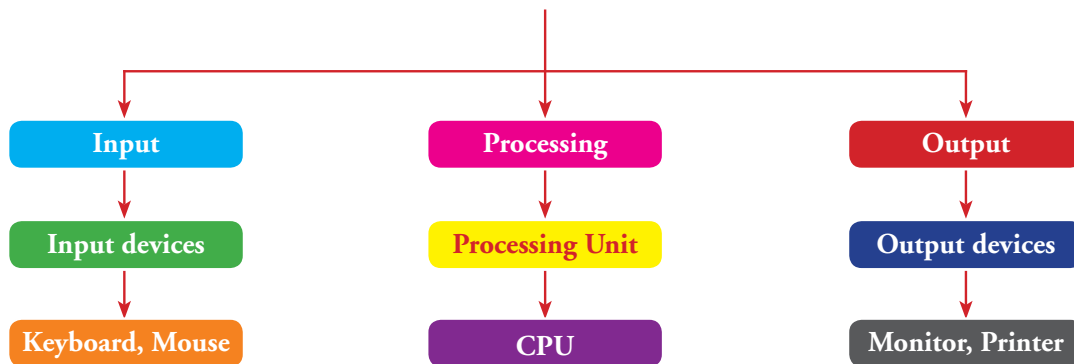 Input
Processing
Output
Input devices
Processing Unit
Output devices
Keyboard, Mouse
CPU
Monitor, Printer